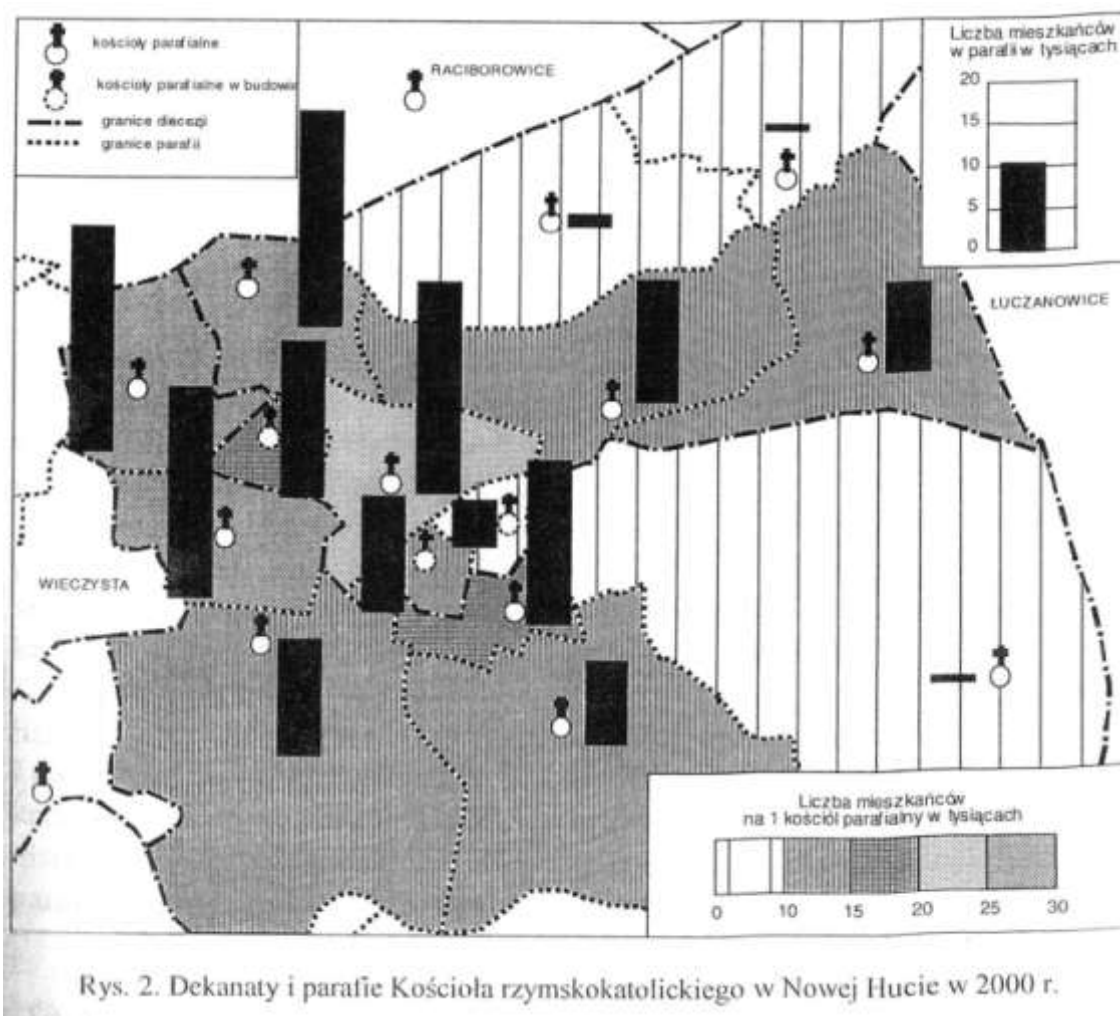 kościoły parafialne
kościoły parafialne w budowie
granice diecezji
granice parafii
RACIBOROWICE
Liczba mieszkańców
w parafii w tysiącach
20
15
10
5
0
ŁUCZANOWICE
WIECZYSTA
Liczba mieszkańców
na 1 kościół parafialny w tysiącach
0 10 15 20 25 30
Rys. 2. Dekanaty i parafie Kościoła rzymskokatolickiego w Nowej Hucie w 2000 r.